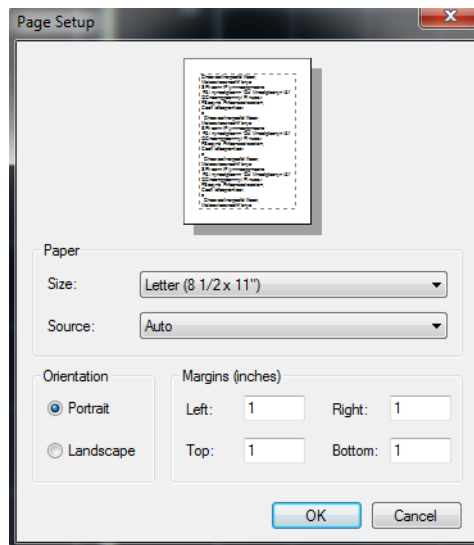 Page Setup
Paper
Size: Letter (8 1/2 x 11")
Source: Auto
Orientation
Portrait
Landscape
Margins (inches)
Left: 1 Right: 1
Top: 1 Bottom: 1
OK Cancel